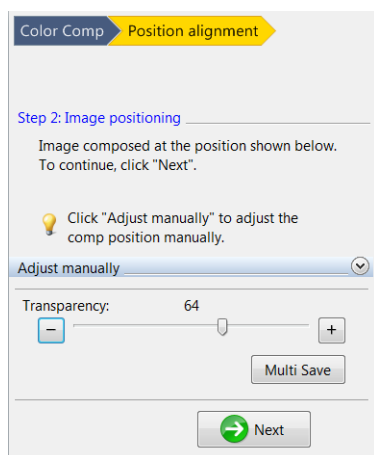 Color Comp Position alignment
Step 2: Image positioning
Image composed at the position shown below.
To continue, click "Next".
Click "Adjust manually" to adjust the
comp position manually.
Adjust manually
Transparency: 64
− +
Multi Save
Next